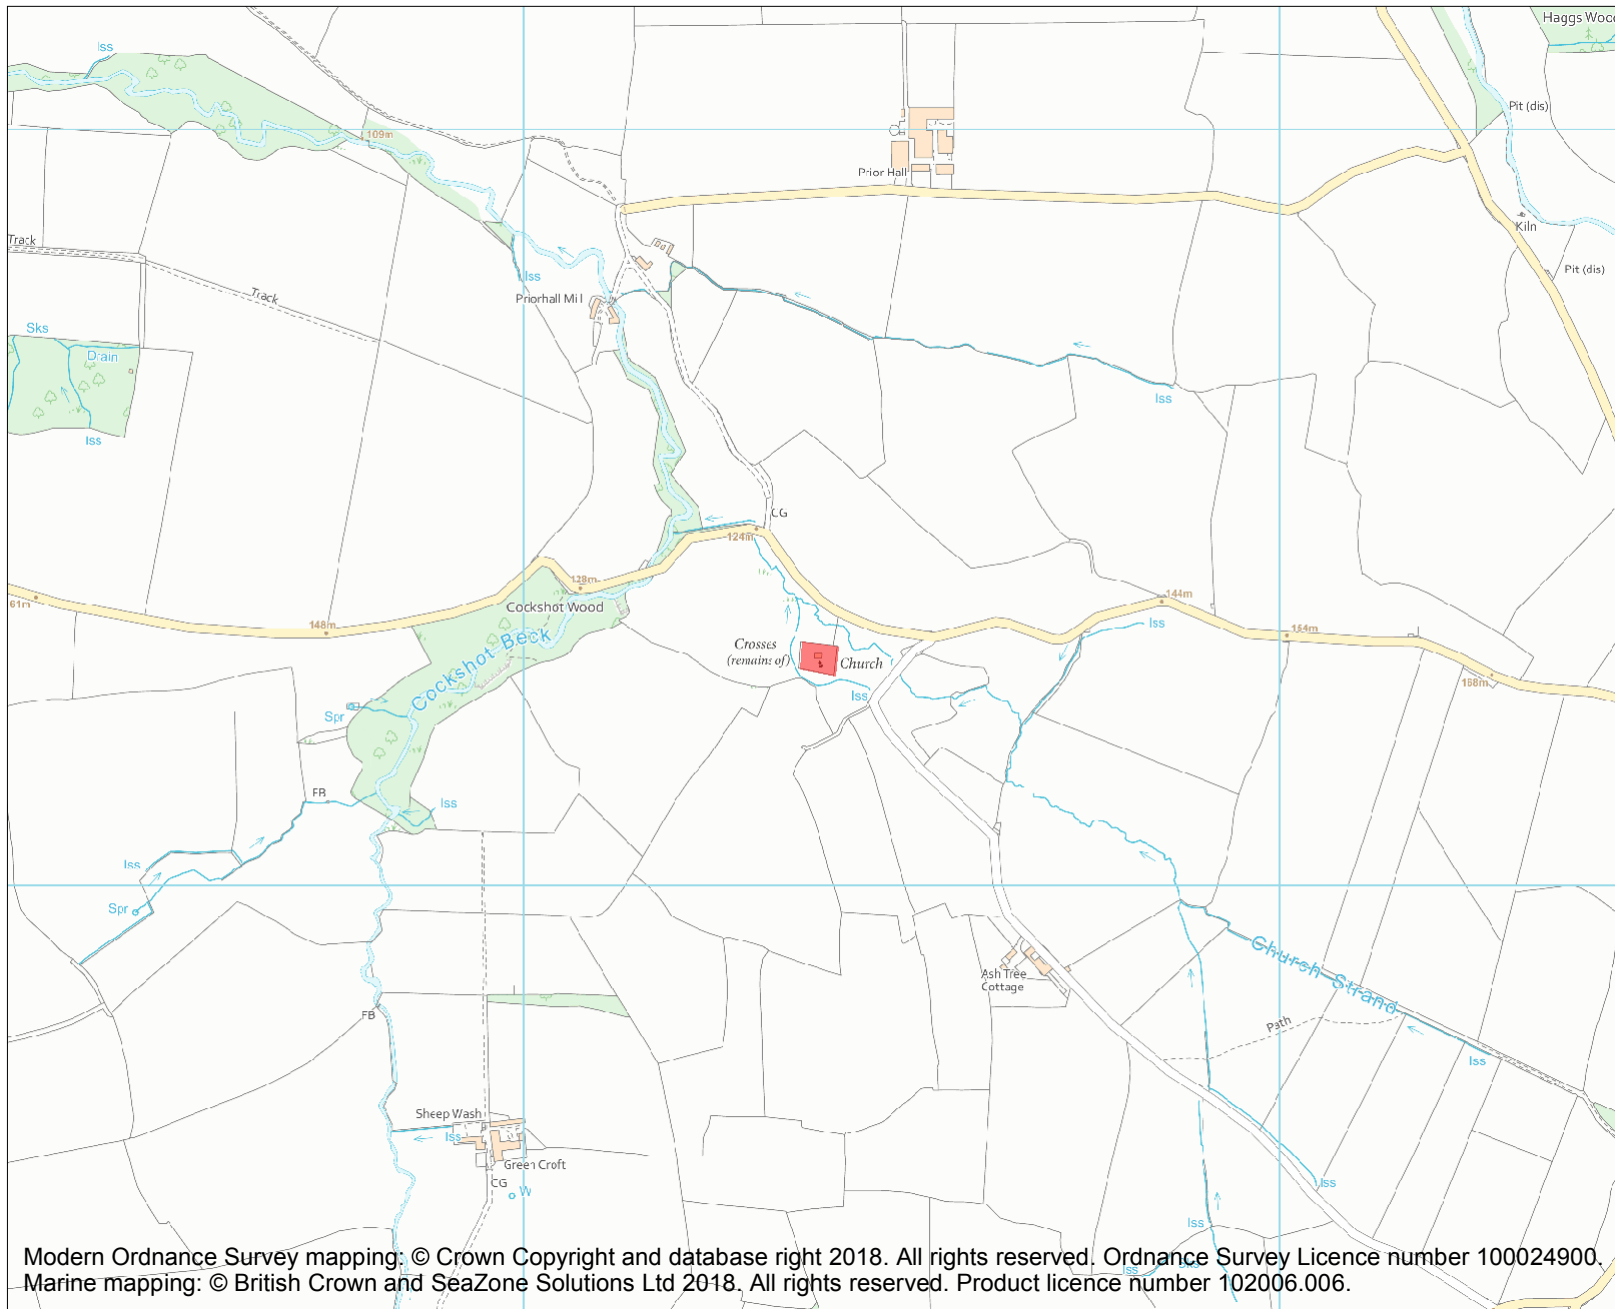 Haggs Wood
Iss
Pit (dis)
109m
Prior Hall
Kiln
Track
Iss
Pit (dis)
Track
Priorhall Mill
Sks
Drain
Iss
Iss
CG
124m
128m
Cockshot Wood
144m
61m
148m
Iss
154m
Cockshot Beck
Crosses
(remains of)
Church
168m
Iss
Spr
FB
Iss
Iss
Spr
Church Strand
Ash Tree
Cottage
FB
Path
Iss
Sheep Wash
Iss
Green Croft
CG
W
Iss
Iss
Iss
Sks
Modern Ordnance Survey mapping: © Crown Copyright and database right 2018. All rights reserved. Ordnance Survey Licence number 100024900.
Marine mapping: © British Crown and SeaZone Solutions Ltd 2018. All rights reserved. Product licence number 102006.006.